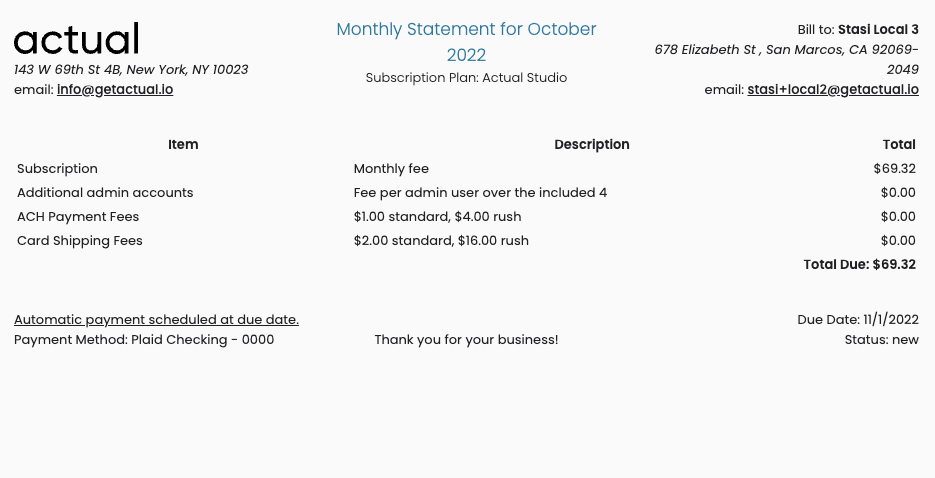 actual
143 W 69th St 4B, New York, NY 10023
email: info@getactual.io
Monthly Statement for October
2022
Subscription Plan: Actual Studio
Bill to: Stasi Local 3
678 Elizabeth St , San Marcos, CA 92069-
2049
email: stasi+local2@getactual.io
Item Description Total
Subscription Monthly fee $69.32
Additional admin accounts Fee per admin user over the included 4 $0.00
ACH Payment Fees $1.00 standard, $4.00 rush $0.00
Card Shipping Fees $2.00 standard, $16.00 rush $0.00
Total Due: $69.32
Automatic payment scheduled at due date. Due Date: 11/1/2022
Payment Method: Plaid Checking - 0000 Thank you for your business! Status: new